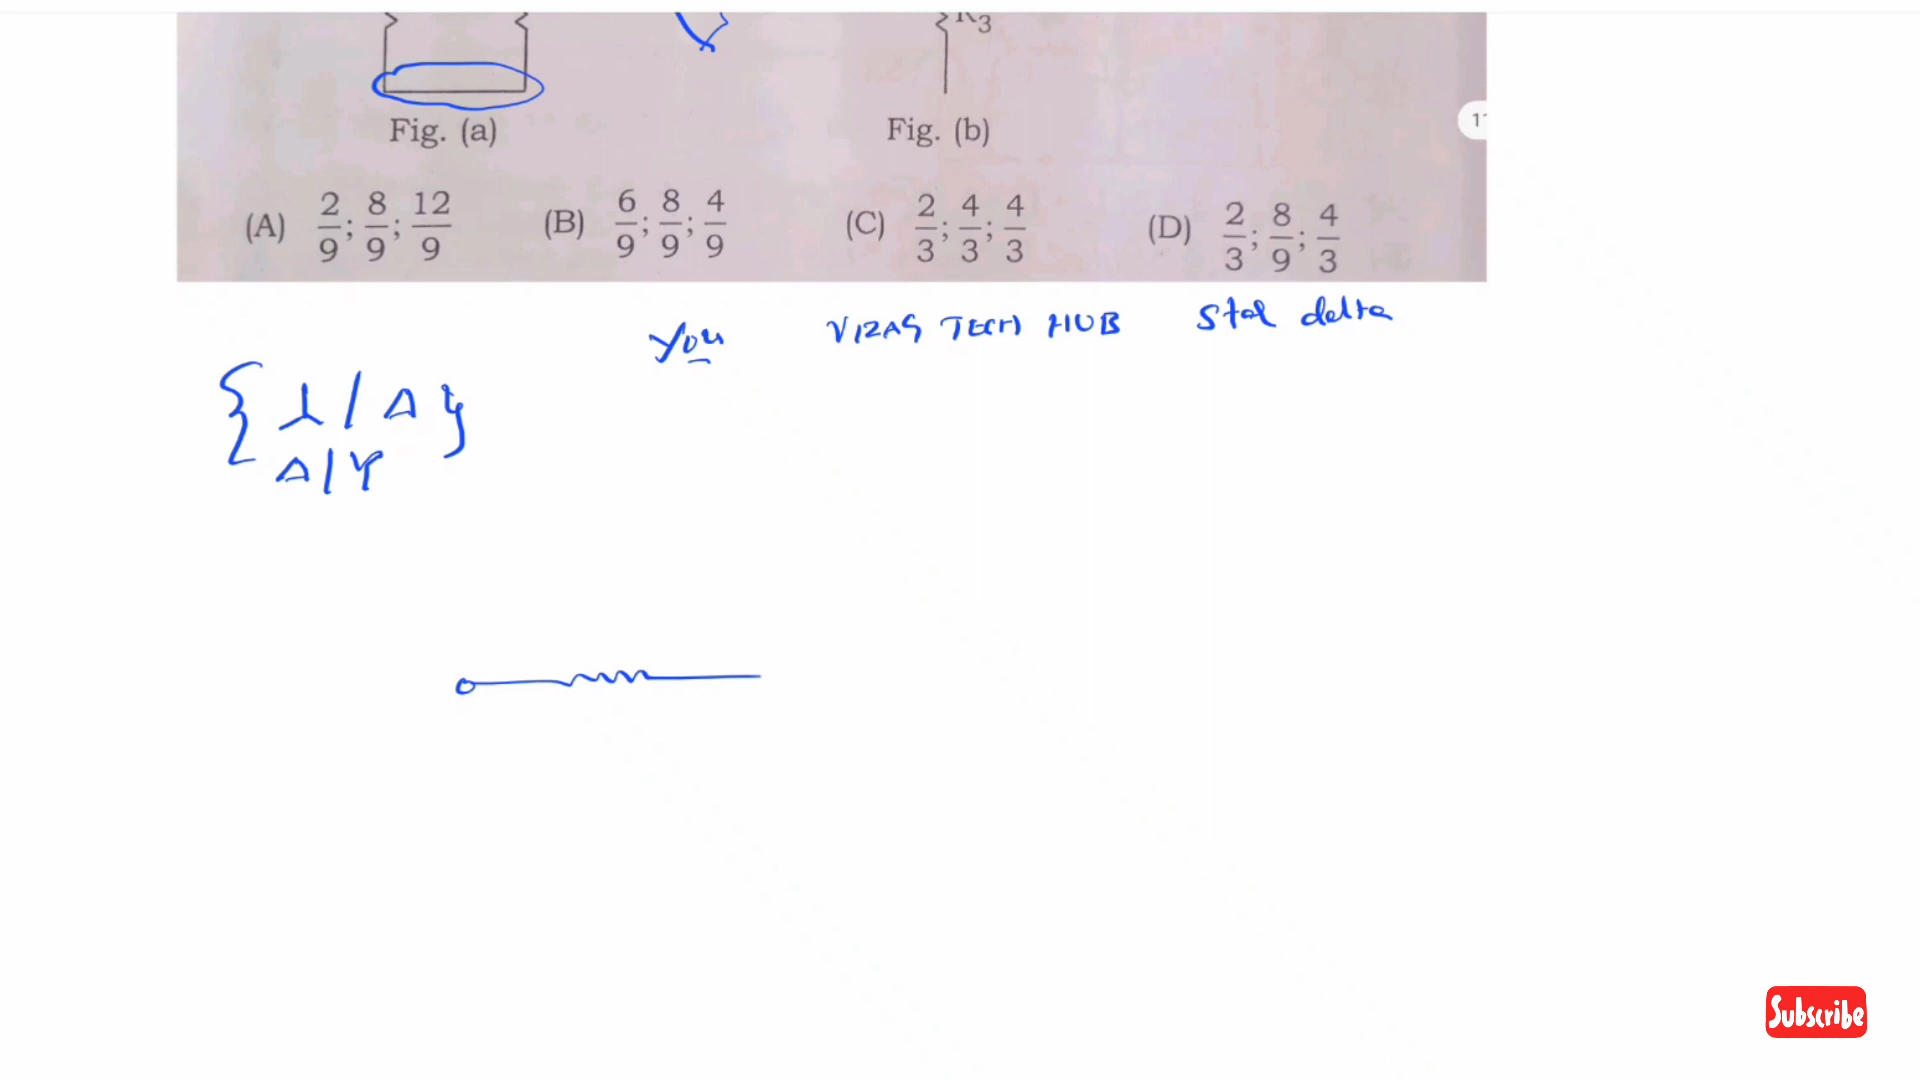 R3
Fig. (a) Fig. (b)
11
(A) 2/9; 8/9; 12/9 (B) 6/9; 8/9; 4/9 (C) 2/3; 4/3; 4/3 (D) 2/3; 8/9; 4/3
You VIZAG TECH HUB Star delta
{ ⅄ / Δ }
Δ / Y
Subscribe